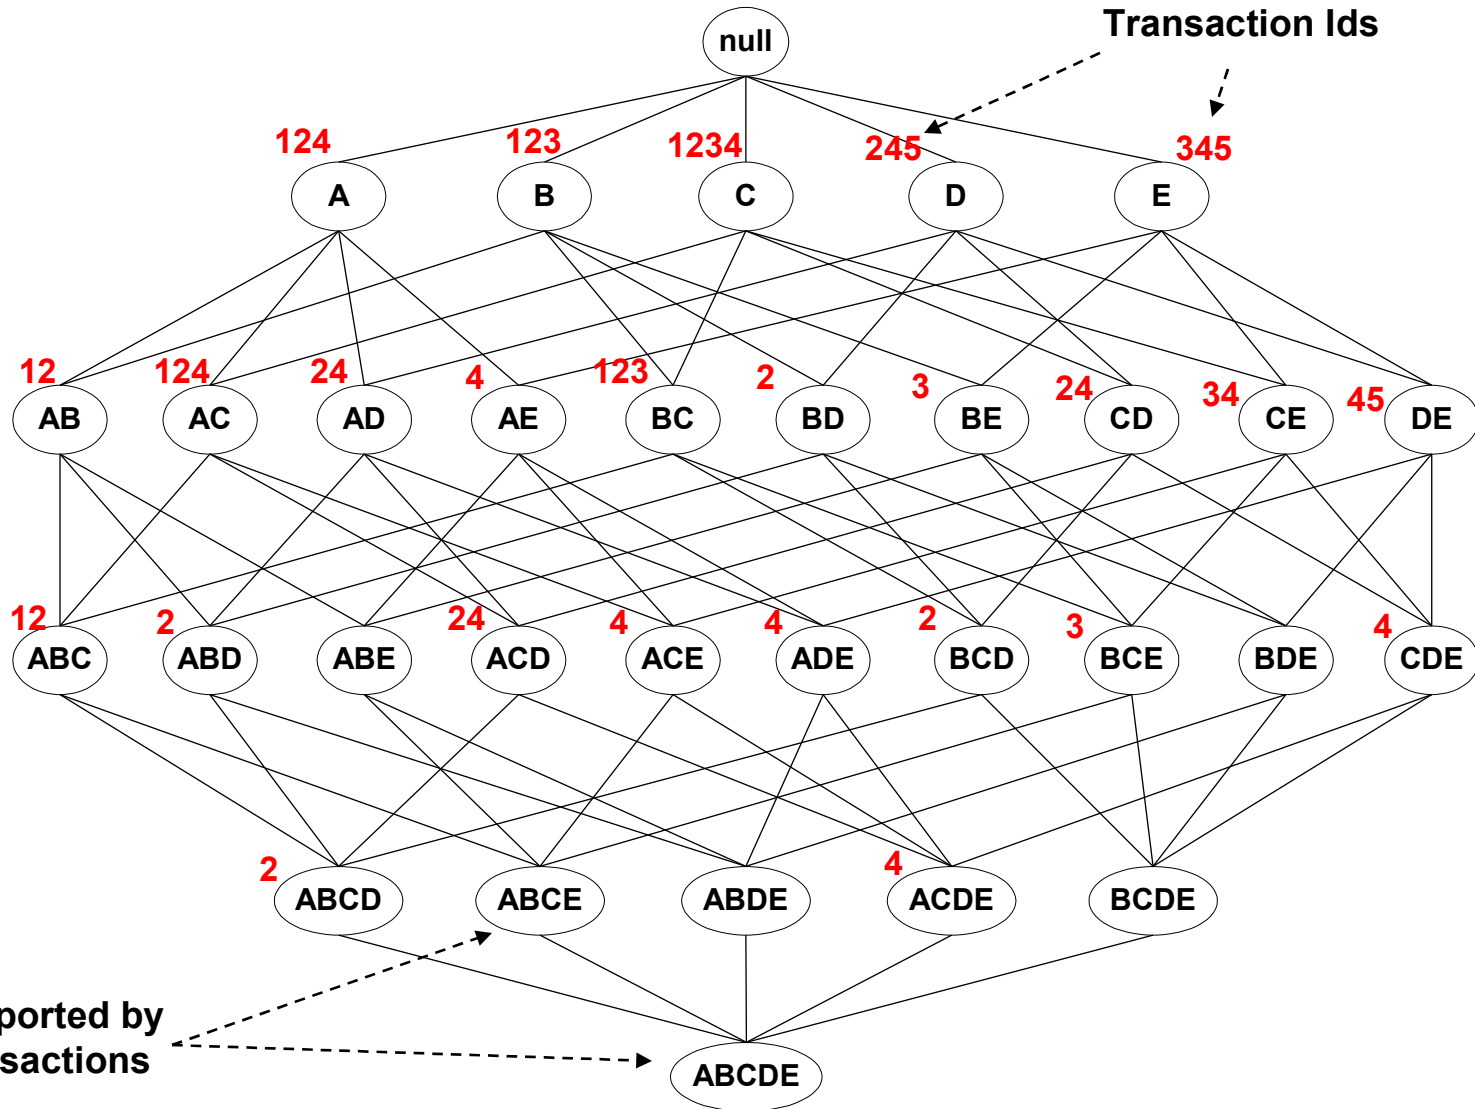 Transaction Ids
null
124
123
1234
245
345
A
B
C
D
E
12
124
24
4
123
2
3
24
34
45
AB
AC
AD
AE
BC
BD
BE
CD
CE
DE
12
2
24
4
4
2
3
4
ABC
ABD
ABE
ACD
ACE
ADE
BCD
BCE
BDE
CDE
2
4
ABCD
ABCE
ABDE
ACDE
BCDE
ported by
sactions
ABCDE